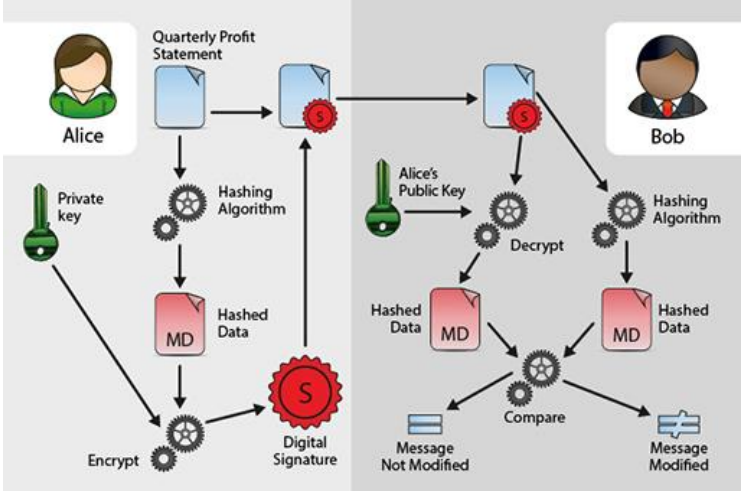 Alice
Quarterly Profit
Statement
S
Private
key
Hashing
Algorithm
MD
Hashed
Data
Encrypt
S
Digital
Signature
Bob
S
Alice's
Public Key
Decrypt
Hashing
Algorithm
Hashed
Data
MD
MD
Hashed
Data
Compare
Message
Not Modified
Message
Modified